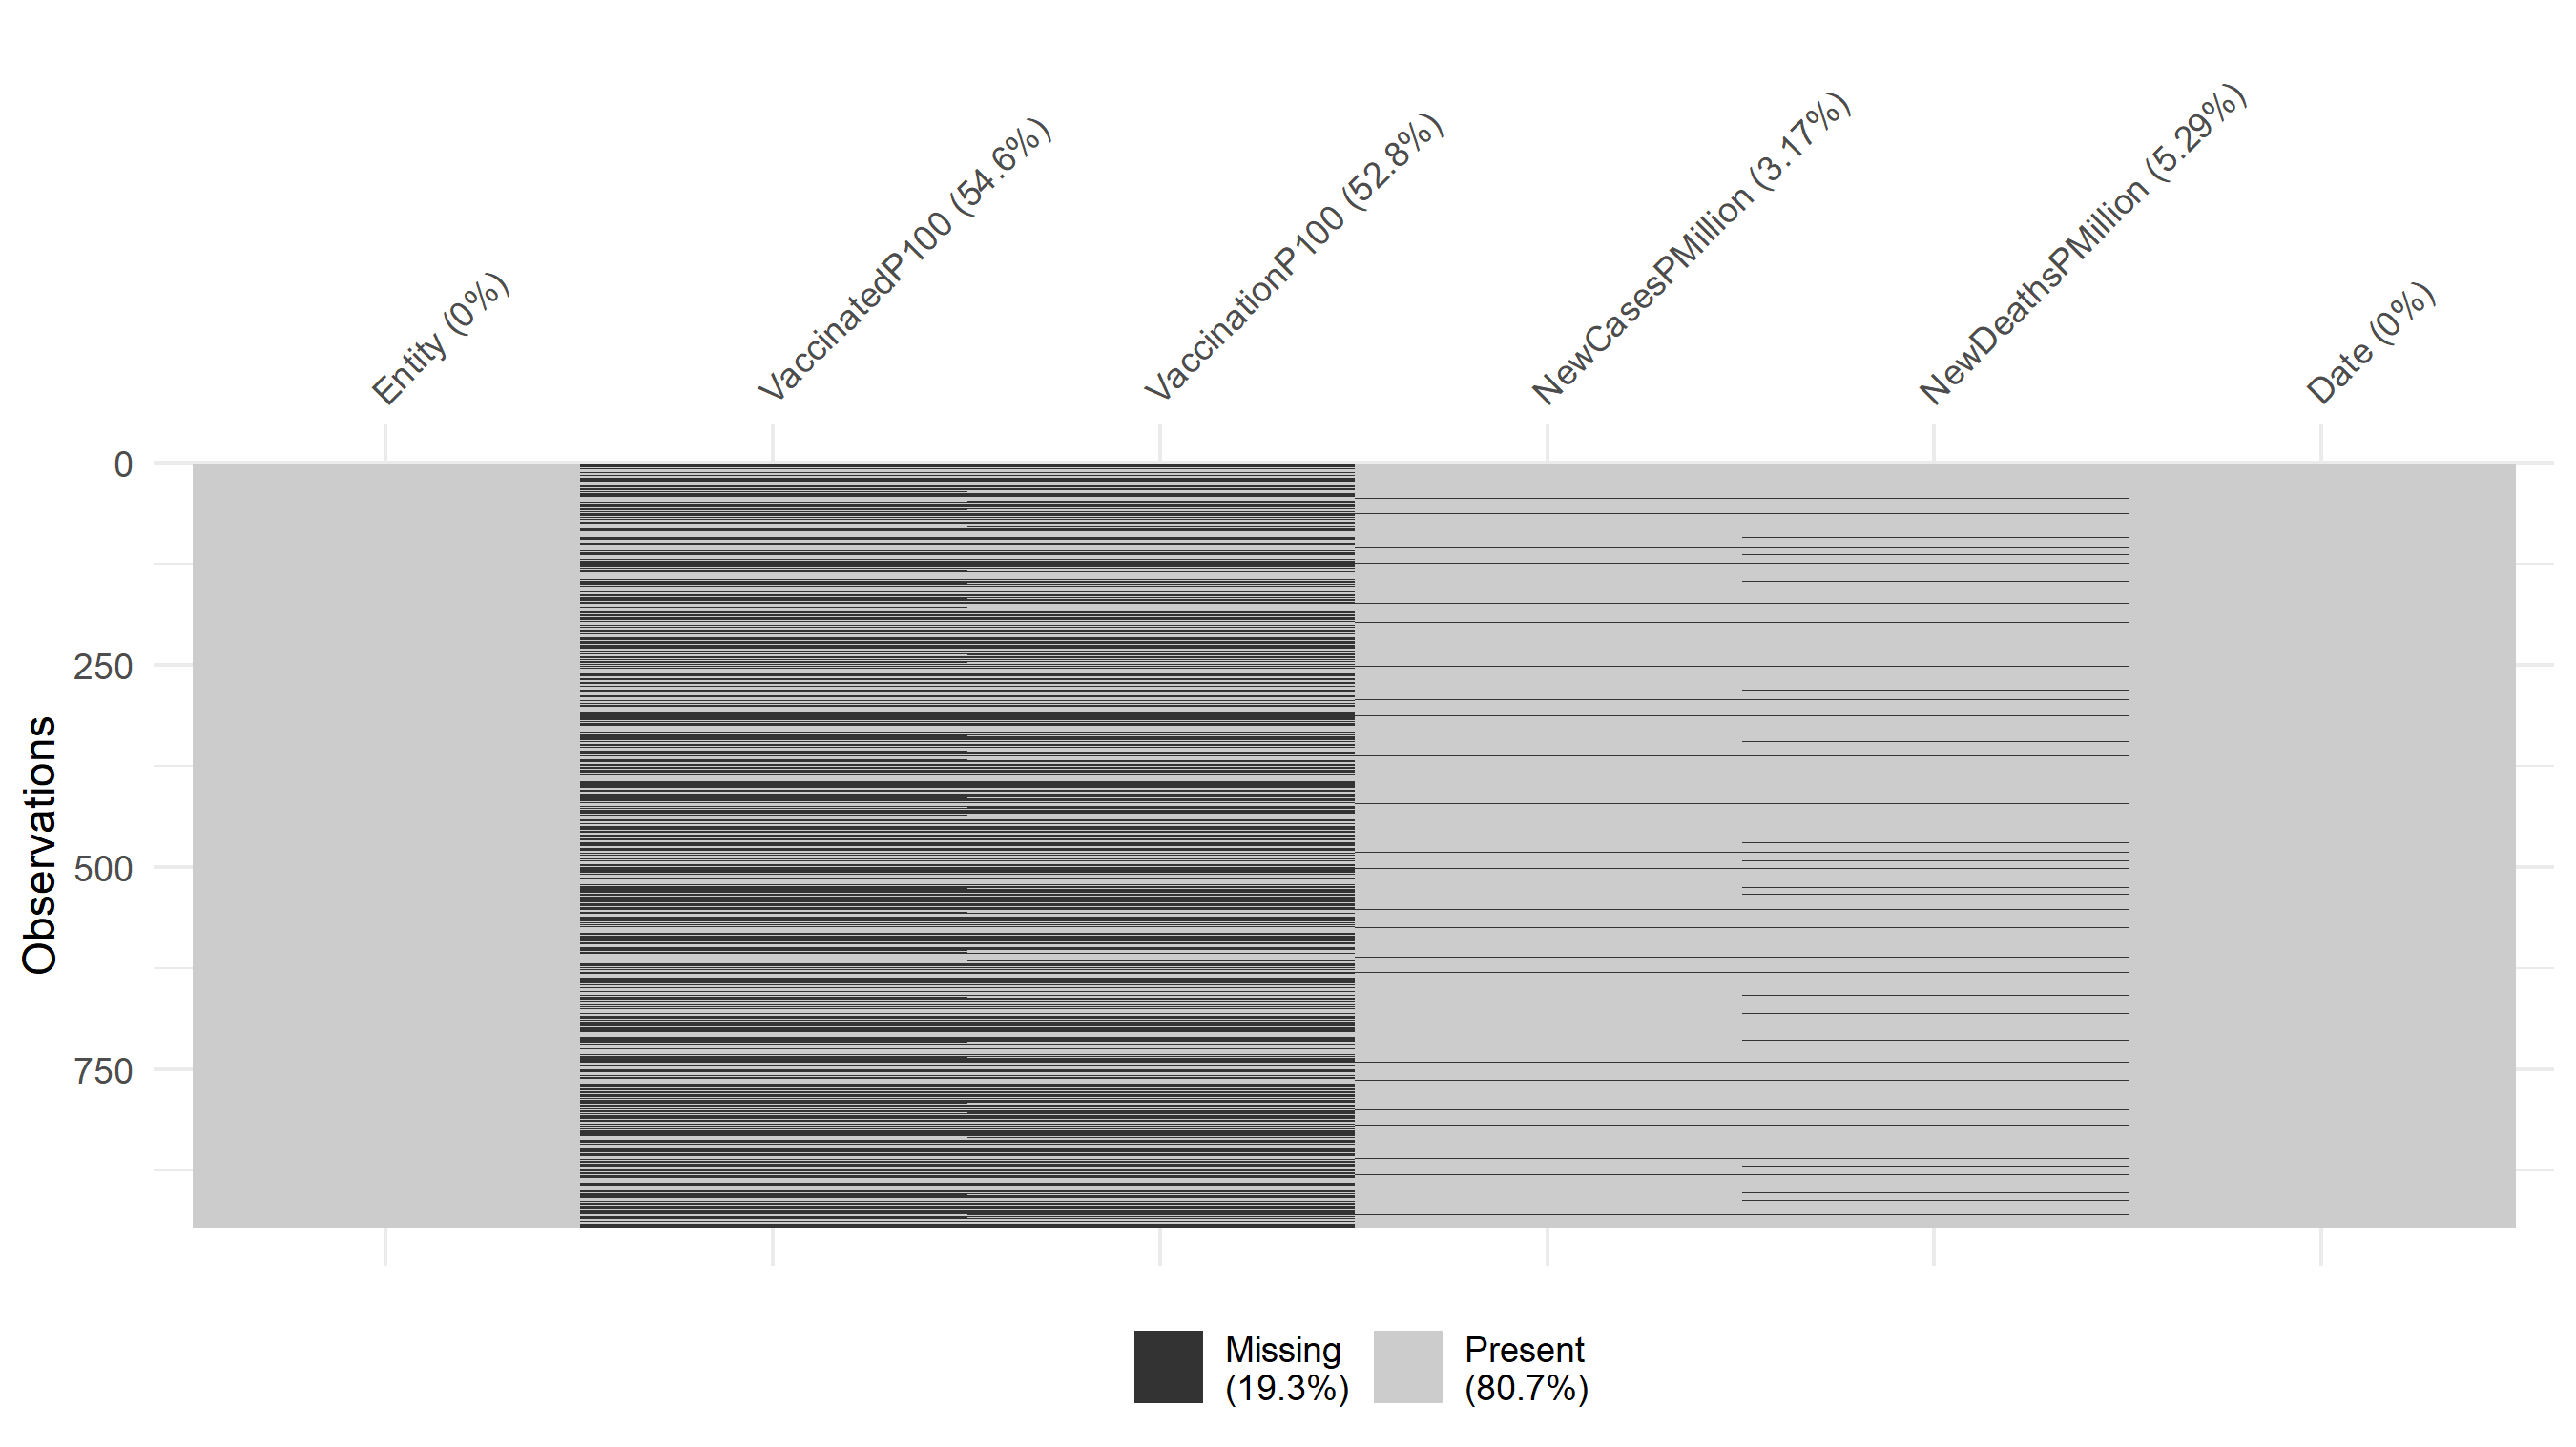 Entity (0%)
VaccinatedP100 (54.6%)
VaccinationP100 (52.8%)
NewCasesPMillion (3.17%)
NewDeathsPMillion (5.29%)
Date (0%)
0
250
500
750
Observations
Missing
(19.3%)
Present
(80.7%)